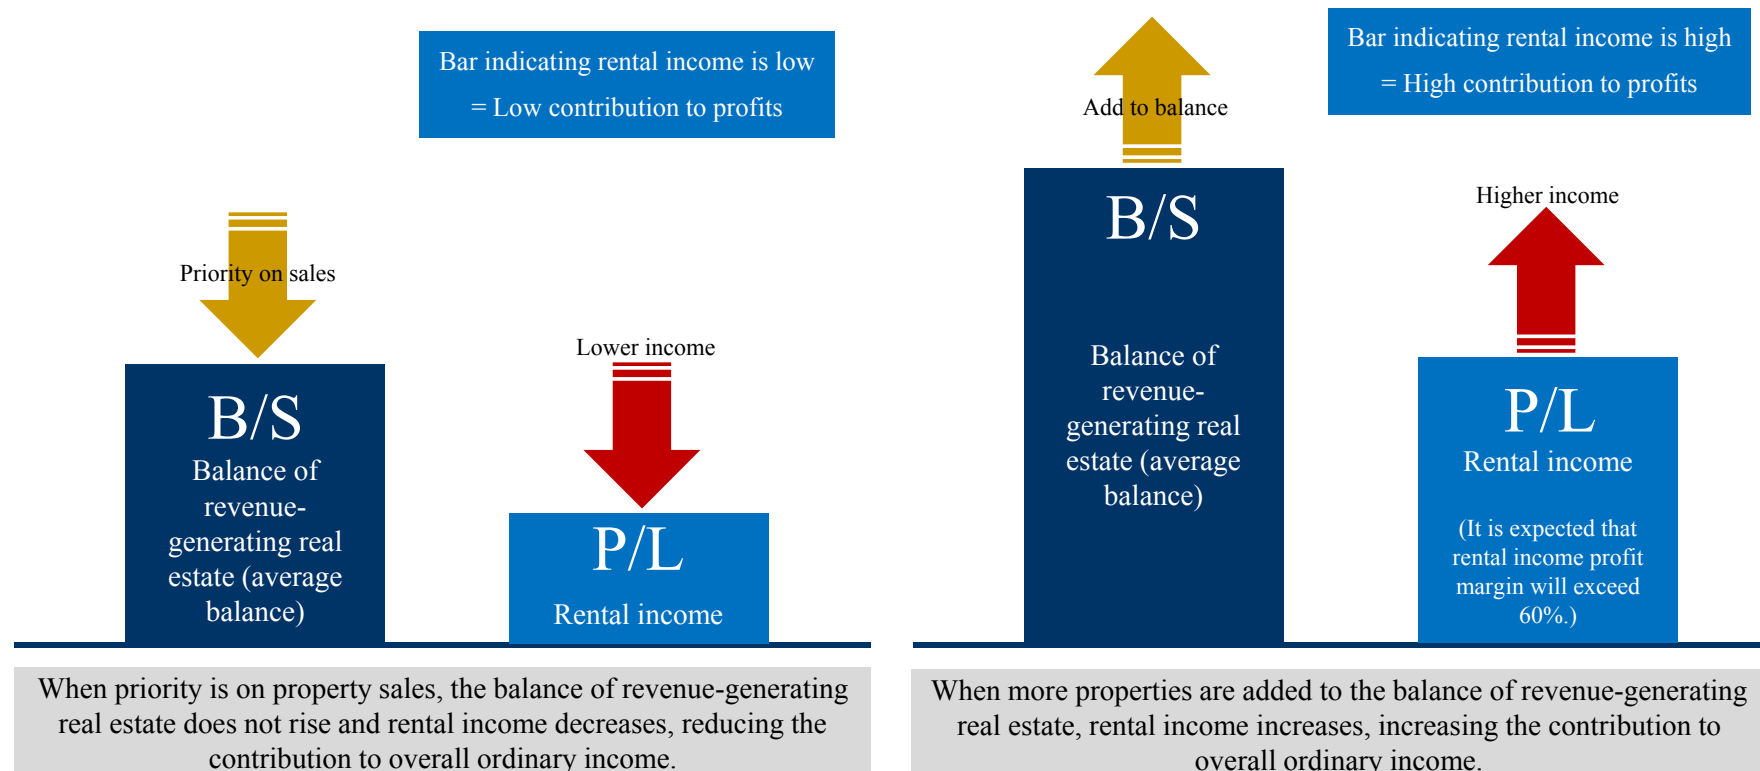 Bar indicating rental income is low
= Low contribution to profits
Priority on sales
Lower income
B/S
Balance of
revenue-
generating real
estate (average
balance)
P/L
Rental income
When priority is on property sales, the balance of revenue-generating
real estate does not rise and rental income decreases, reducing the
contribution to overall ordinary income.
Bar indicating rental income is high
= High contribution to profits
Add to balance
Higher income
B/S
Balance of
revenue-
generating real
estate (average
balance)
P/L
Rental income
(It is expected that
rental income profit
margin will exceed
60%.)
When more properties are added to the balance of revenue-generating
real estate, rental income increases, increasing the contribution to
overall ordinary income.